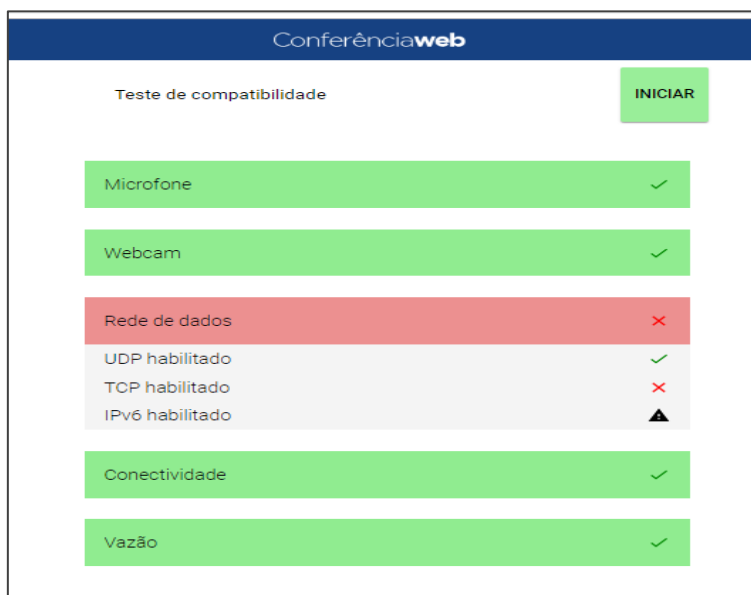 Conferênciaweb
Teste de compatibilidade
INICIAR
Microfone
Webcam
Rede de dados
UDP habilitado
TCP habilitado
IPv6 habilitado
Conectividade
Vazão